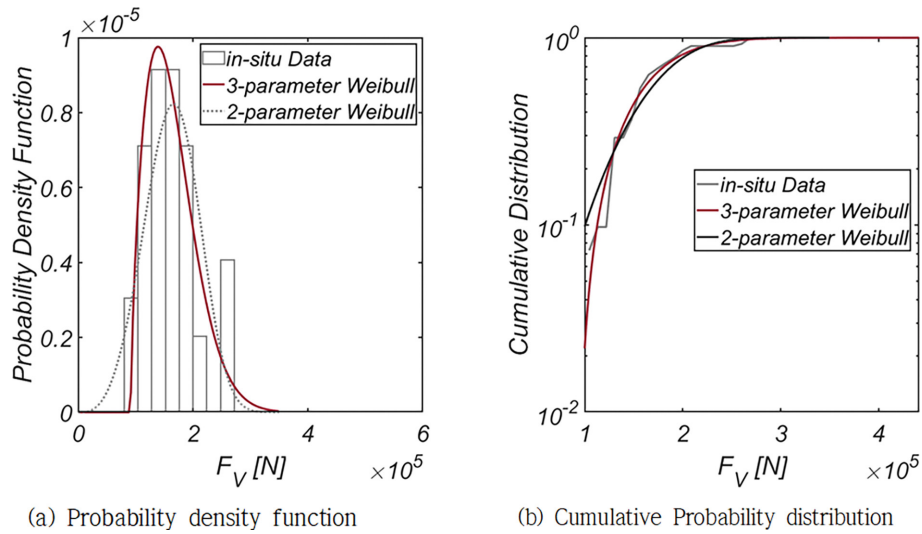 ×10⁻⁵
1
0.8
0.6
0.4
0.2
0
0 2 4 6
×10⁵
Probability Density Function
F_V [N]
in-situ Data
3-parameter Weibull
2-parameter Weibull
(a) Probability density function
10⁰
10⁻¹
10⁻²
1 2 3 4
×10⁵
Cumulative Distribution
F_V [N]
in-situ Data
3-parameter Weibull
2-parameter Weibull
(b) Cumulative Probability distribution